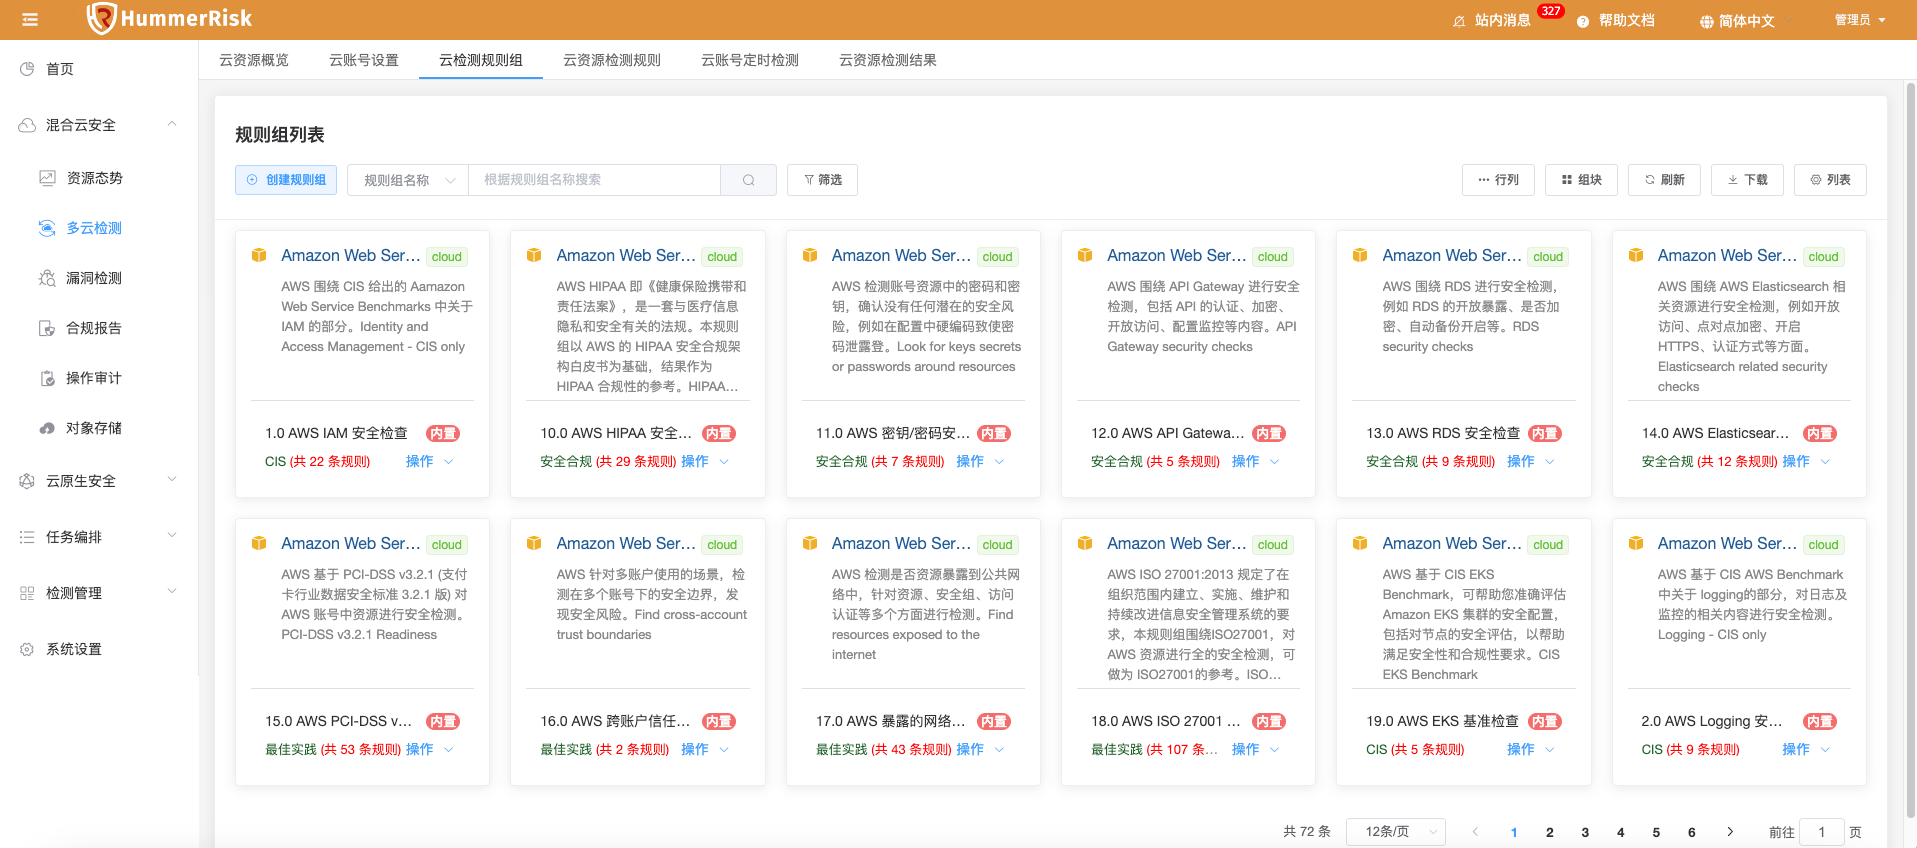 HummerRisk
站内消息 327
帮助文档
简体中文
管理员
首页
混合云安全
资源态势
多云检测
漏洞检测
合规报告
操作审计
对象存储
云原生安全
任务编排
检测管理
系统设置
云资源概览 云账号设置 云检测规则组 云资源检测规则 云账号定时检测 云资源检测结果
规则组列表
创建规则组 规则组名称 根据规则组名称搜索 筛选 行列 组块 刷新 下载 列表
Amazon Web Ser... cloud
AWS 围绕 CIS 给出的 Aamazon
Web Service Benchmarks 中关于
IAM 的部分。Identity and
Access Management - CIS only
1.0 AWS IAM 安全检查 内置
CIS (共 22 条规则) 操作
Amazon Web Ser... cloud
AWS HIPAA 即《健康保险携带和
责任法案》，是一套与医疗信息
隐私和安全有关的法规。本规则
组以 AWS 的 HIPAA 安全合规架
构白皮书为基础，结果作为
HIPAA 合规性的参考。HIPAA...
10.0 AWS HIPAA 安全... 内置
安全合规 (共 29 条规则) 操作
Amazon Web Ser... cloud
AWS 检测账号资源中的密码和密
钥，确认没有任何潜在的安全风
险，例如在配置中硬编码致使密
码泄露登。Look for keys secrets
or passwords around resources
11.0 AWS 密钥/密码安... 内置
安全合规 (共 7 条规则) 操作
Amazon Web Ser... cloud
AWS 围绕 API Gateway 进行安全
检测，包括 API 的认证、加密、
开放访问、配置监控等内容。API
Gateway security checks
12.0 AWS API Gatewa... 内置
安全合规 (共 5 条规则) 操作
Amazon Web Ser... cloud
AWS 围绕 RDS 进行安全检测，
例如 RDS 的开放暴露、是否加
密、自动备份开启等。RDS
security checks
13.0 AWS RDS 安全检查 内置
安全合规 (共 9 条规则) 操作
Amazon Web Ser... cloud
AWS 围绕 AWS Elasticsearch 相
关资源进行安全检测，例如开放
访问、点对点加密、开启
HTTPS、认证方式等方面。
Elasticsearch related security
checks
14.0 AWS Elasticsear... 内置
安全合规 (共 12 条规则) 操作
Amazon Web Ser... cloud
AWS 基于 PCI-DSS v3.2.1 (支付
卡行业数据安全标准 3.2.1 版) 对
AWS 账号中资源进行安全检测。
PCI-DSS v3.2.1 Readiness
15.0 AWS PCI-DSS v... 内置
最佳实践 (共 53 条规则) 操作
Amazon Web Ser... cloud
AWS 针对多账户使用的场景，检
测在多个账号下的安全边界，发
现安全风险。Find cross-account
trust boundaries
16.0 AWS 跨账户信任... 内置
最佳实践 (共 2 条规则) 操作
Amazon Web Ser... cloud
AWS 检测是否资源暴露到公共网
络中，针对资源、安全组、访问
认证等多个方面进行检测。Find
resources exposed to the
internet
17.0 AWS 暴露的网络... 内置
最佳实践 (共 43 条规则) 操作
Amazon Web Ser... cloud
AWS ISO 27001:2013 规定了在
组织范围内建立、实施、维护和
持续改进信息安全管理系统的要
求，本规则组围绕ISO27001，对
AWS 资源进行全的安全检测，可
做为 ISO27001的参考。ISO...
18.0 AWS ISO 27001 ... 内置
最佳实践 (共 107 条... 操作
Amazon Web Ser... cloud
AWS 基于 CIS EKS
Benchmark，可帮助您准确评估
Amazon EKS 集群的安全配置，
包括对节点的安全评估，以帮助
满足安全性和合规性要求。CIS
EKS Benchmark
19.0 AWS EKS 基准检查 内置
CIS (共 5 条规则) 操作
Amazon Web Ser... cloud
AWS 基于 CIS AWS Benchmark
中关于 logging的部分，对日志及
监控的相关内容进行安全检测。
Logging - CIS only
2.0 AWS Logging 安... 内置
CIS (共 9 条规则) 操作
共 72 条 12条/页 1 2 3 4 5 6 前往 1 页